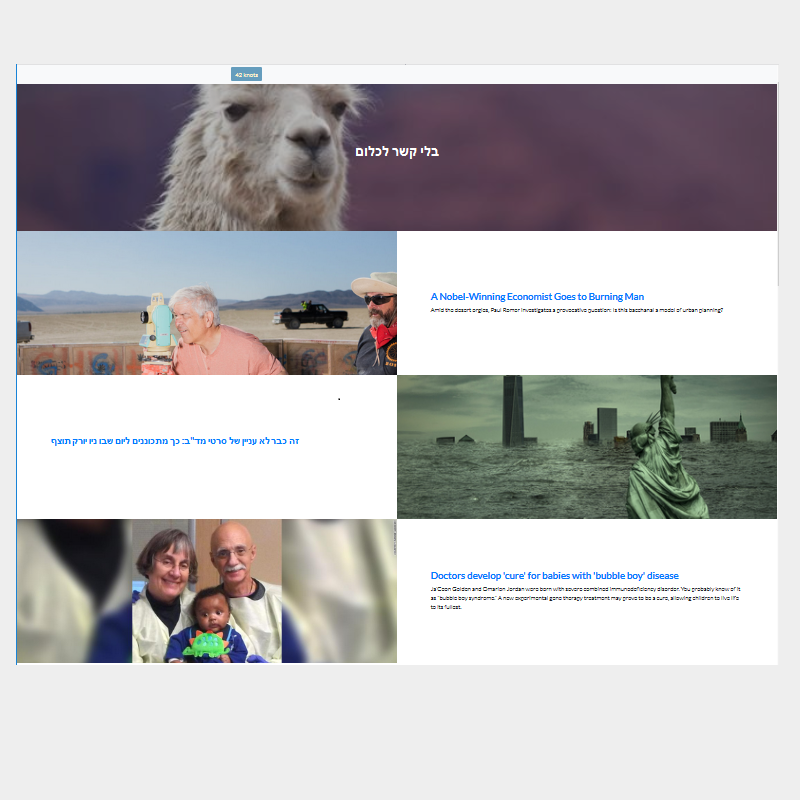 42 knots
בלי קשר לכלום
A Nobel-Winning Economist Goes to Burning Man
Amid the desert orgies, Paul Romer investigates a provocative question: Is this bacchanal a model of urban planning?
זה כבר לא עניין של סרטי מד"ב: כך מתכוננים ליום שבו ניו יורק תוצף
Doctors develop 'cure' for babies with 'bubble boy' disease
Ja'Ceon Golden and Omarion Jordan were born with severe combined immunodeficiency disorder. You probably know of it
as "bubble boy syndrome." A new experimental gene therapy treatment may prove to be a cure, allowing children to live life
to its fullest.